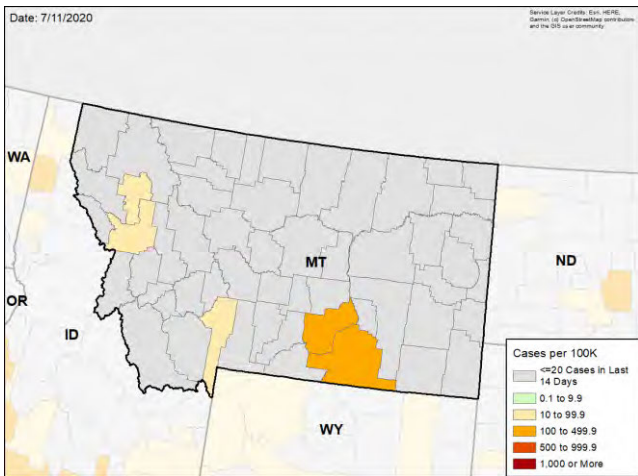 Date: 7/11/2020
Service Layer Credits: Esri, HERE,
Garmin, (c) OpenStreetMap contributors
and the GIS user community
WA
MT
ND
OR
ID
WY
Cases per 100K
<=20 Cases in Last
14 Days
0.1 to 9.9
10 to 99.9
100 to 499.9
500 to 999.9
1,000 or More